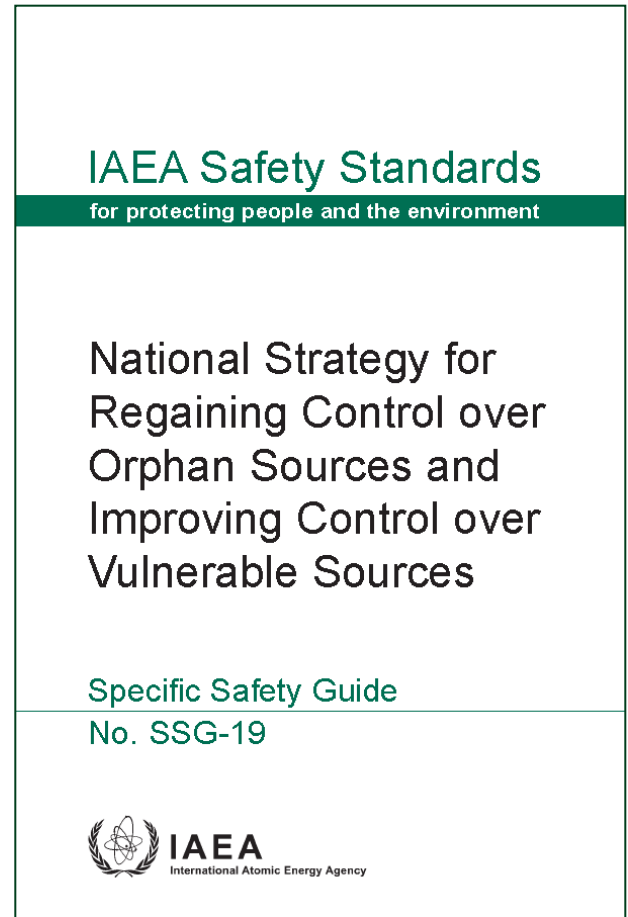 IAEA Safety Standards
for protecting people and the environment
National Strategy for
Regaining Control over
Orphan Sources and
Improving Control over
Vulnerable Sources
Specific Safety Guide
No. SSG-19
IAEA
International Atomic Energy Agency